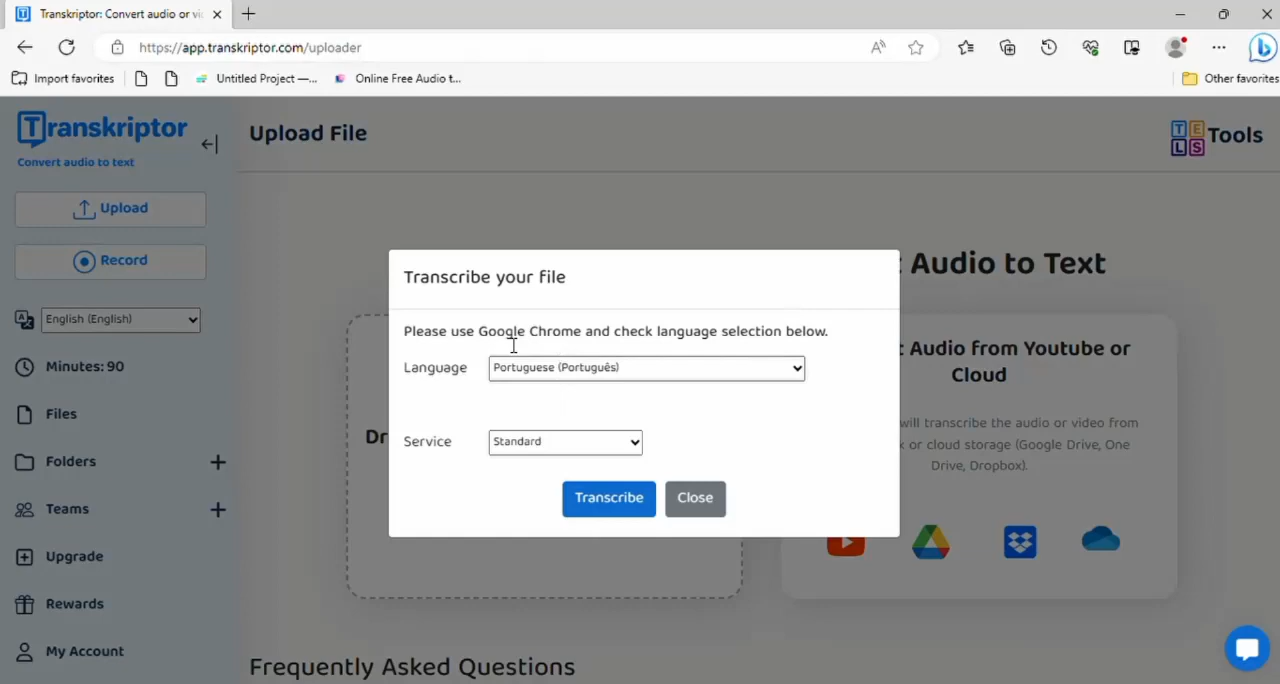 Transkriptor: Convert audio or vi
https://app.transkriptor.com/uploader
Import favorites
Untitled Project —...
Online Free Audio t...
Other favorites
Transkriptor
Convert audio to text
Upload File
TELS
Tools
Upload
Record
English (English)
Minutes: 90
Files
Folders
Teams
Upgrade
Rewards
My Account
Audio to Text
Dr
Audio from Youtube or
Cloud
will transcribe the audio or video from
k or cloud storage (Google Drive, One
Drive, Dropbox).
Transcribe your file
Please use Google Chrome and check language selection below.
Language
Portuguese (Português)
Service
Standard
Transcribe
Close
Frequently Asked Questions